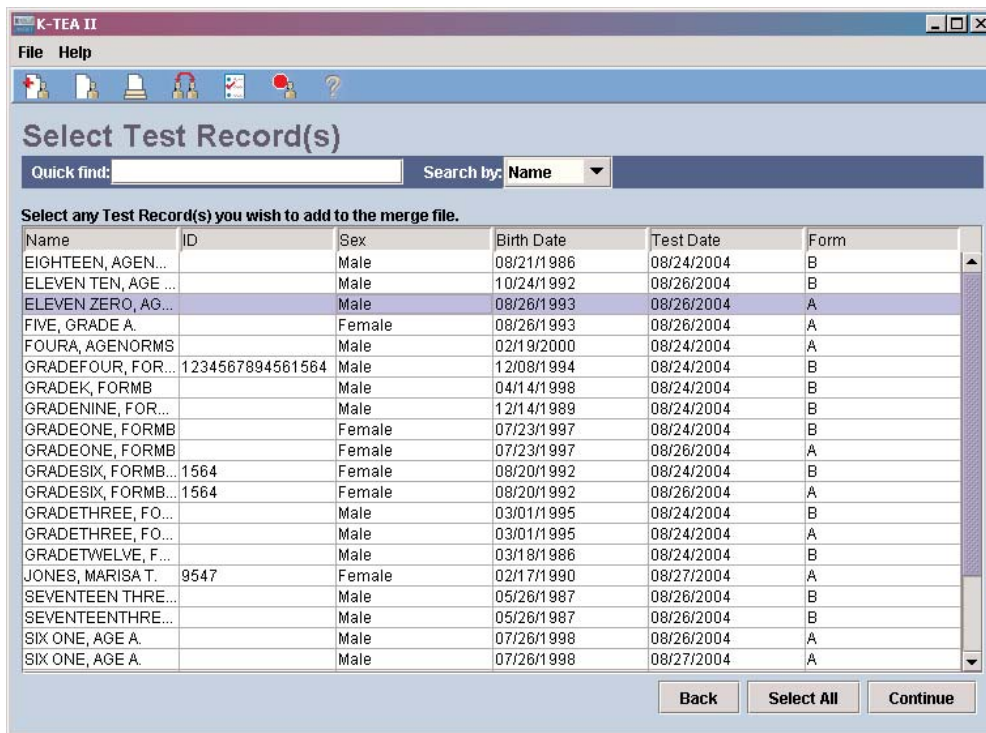 K-TEA II
File Help
Select Test Record(s)
Quick find: Search by: Name
Select any Test Record(s) you wish to add to the merge file.
Name ID Sex Birth Date Test Date Form
EIGHTEEN, AGEN... Male 08/21/1986 08/24/2004 B
ELEVEN TEN, AGE ... Male 10/24/1992 08/26/2004 B
ELEVEN ZERO, AG... Male 08/26/1993 08/26/2004 A
FIVE, GRADE A. Female 08/26/1993 08/26/2004 A
FOURA, AGENORMS Male 02/19/2000 08/24/2004 A
GRADEFOUR, FOR... 1234567894561564 Male 12/08/1994 08/24/2004 B
GRADEK, FORMB Male 04/14/1998 08/24/2004 B
GRADENINE, FOR... Male 12/14/1989 08/24/2004 B
GRADEONE, FORMB Female 07/23/1997 08/24/2004 B
GRADEONE, FORMB Female 07/23/1997 08/26/2004 A
GRADESIX, FORMB... 1564 Female 08/20/1992 08/24/2004 B
GRADESIX, FORMB... 1564 Female 08/20/1992 08/26/2004 A
GRADETHREE, FO... Male 03/01/1995 08/24/2004 B
GRADETHREE, FO... Male 03/01/1995 08/24/2004 A
GRADETWELVE, F... Male 03/18/1986 08/24/2004 B
JONES, MARISA T. 9547 Female 02/17/1990 08/27/2004 A
SEVENTEEN THRE... Male 05/26/1987 08/26/2004 B
SEVENTEENTHRE... Male 05/26/1987 08/26/2004 B
SIX ONE, AGE A. Male 07/26/1998 08/26/2004 A
SIX ONE, AGE A. Male 07/26/1998 08/27/2004 A
Back Select All Continue